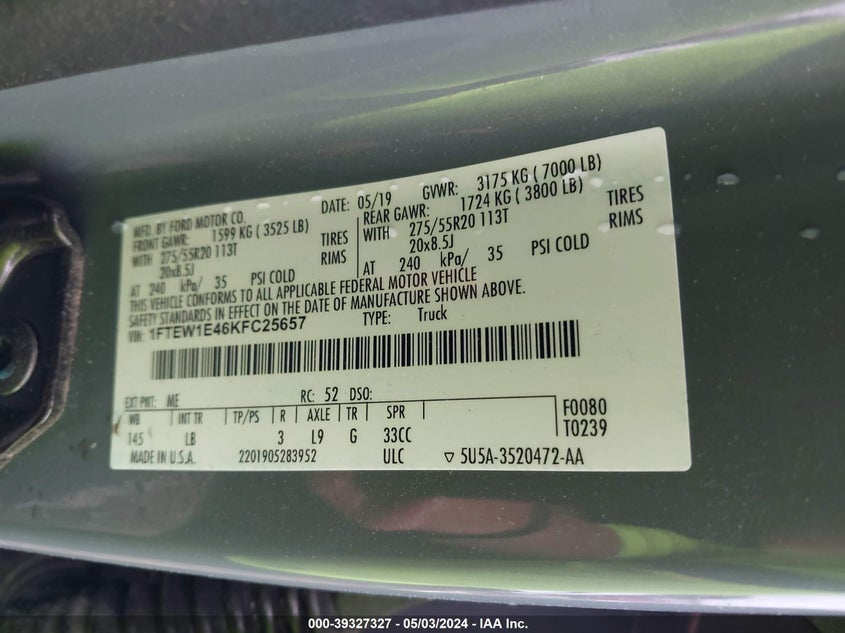 MFD. BY FORD MOTOR CO. DATE: 05/19 GVWR: 3175 KG ( 7000 LB)
FRONT GAWR: 1599 KG ( 3525 LB) REAR GAWR: 1724 KG ( 3800 LB)
WITH 275/55R20 113T TIRES WITH 275/55R20 113T TIRES
20x8.5J RIMS 20x8.5J RIMS
AT 240 kPa/ 35 PSI COLD AT 240 kPa/ 35 PSI COLD
THIS VEHICLE CONFORMS TO ALL APPLICABLE FEDERAL MOTOR VEHICLE
SAFETY STANDARDS IN EFFECT ON THE DATE OF MANUFACTURE SHOWN ABOVE.
VIN: 1FTEW1E46KFC25657 TYPE: Truck
EXT PNT: ME RC: 52 DSO:
WB INT TR TP/PS R AXLE TR SPR F0080
145 LB 3 L9 G 33CC T0239
MADE IN U.S.A. 2201905283952 ULC ▽ 5U5A-3520472-AA
000-39327327 - 05/03/2024 - IAA Inc.